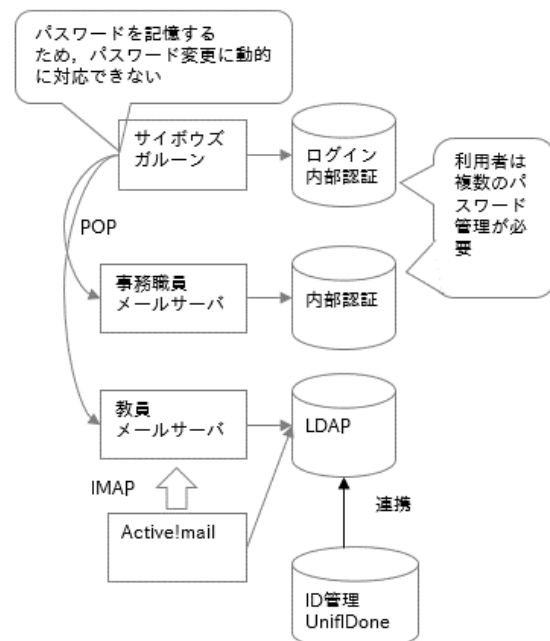 パスワードを記憶する
ため，パスワード変更に動的
に対応できない
サイボウズ
ガルーン
ログイン
内部認証
利用者は
複数のパ
スワード
管理が必
要
POP
事務職員
メールサーバ
内部認証
教員
メールサーバ
LDAP
IMAP
連携
Active!mail
ID管理
UnifIDone